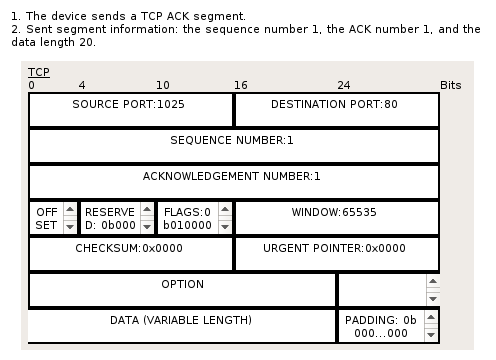 1. The device sends a TCP ACK segment.
2. Sent segment information: the sequence number 1, the ACK number 1, and the
data length 20.
TCP
0 4 10 16 24 Bits
SOURCE PORT:1025 DESTINATION PORT:80
SEQUENCE NUMBER:1
ACKNOWLEDGEMENT NUMBER:1
OFF RESERVE FLAGS:0 WINDOW:65535
SET D: 0b000 b010000
CHECKSUM:0x0000 URGENT POINTER:0x0000
OPTION
DATA (VARIABLE LENGTH) PADDING: 0b
000...000